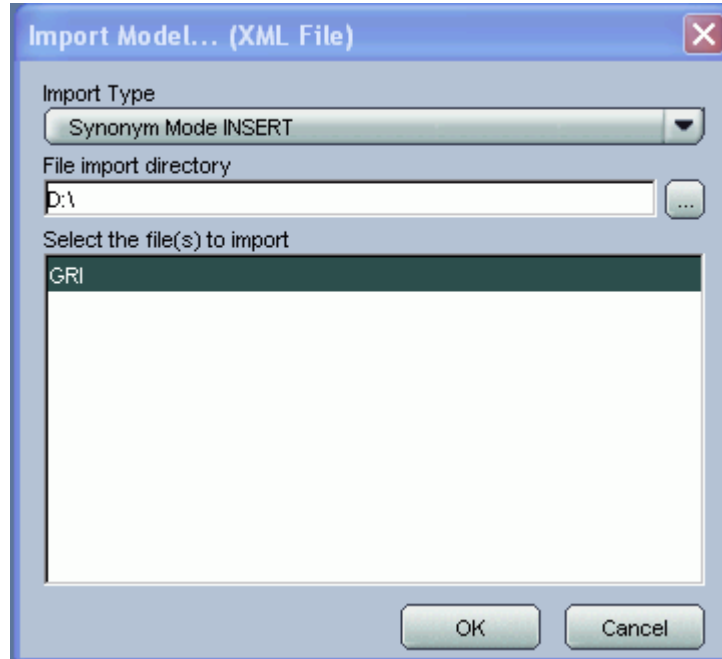 Import Model... (XML File)
Import Type
Synonym Mode INSERT
File import directory
D:\
...
Select the file(s) to import
GRI
OK
Cancel